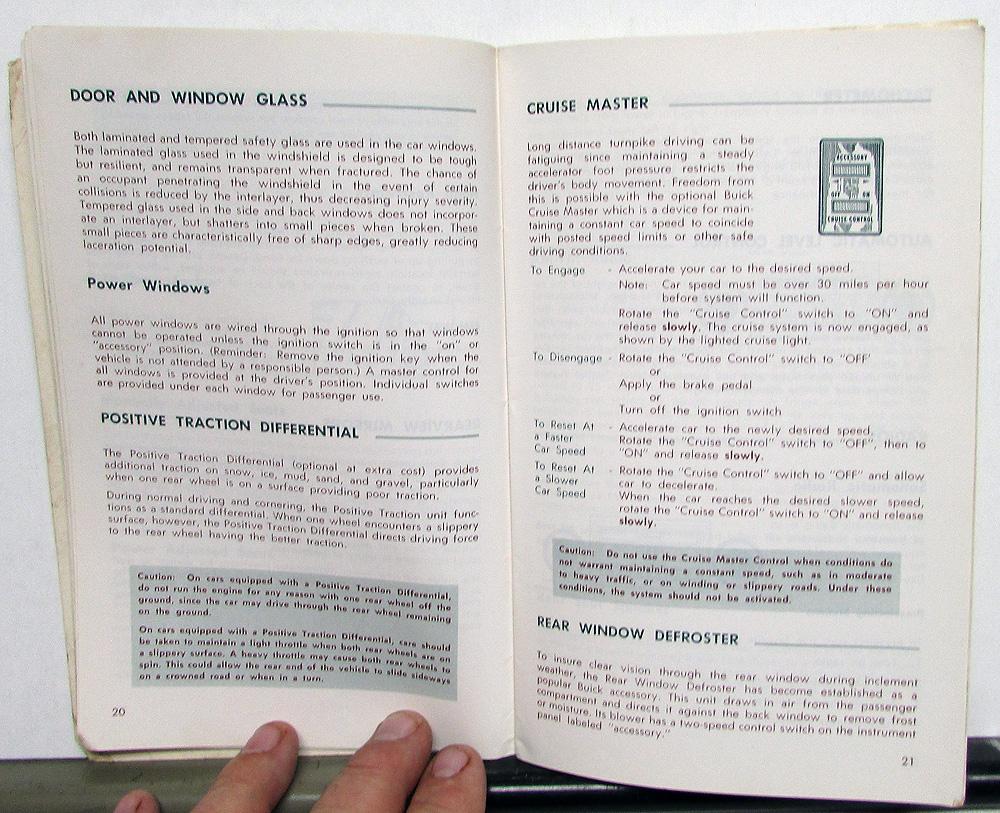 DOOR AND WINDOW GLASS
Both laminated and tempered safety glass are used in the car windows.
The laminated glass used in the windshield is designed to be tough
but resilient, and remains transparent when fractured. The chance of
an occupant penetrating the windshield in the event of certain
collisions is reduced by the interlayer, thus decreasing injury severity.
Tempered glass used in the side and back windows does not incorpor-
ate an interlayer, but shatters into small pieces when broken. These
small pieces are characteristically free of sharp edges, greatly reducing
laceration potential.
Power Windows
All power windows are wired through the ignition so that windows
cannot be operated unless the ignition switch is in the "on" or
"accessory" position. (Reminder: Remove the ignition key when the
vehicle is not attended by a responsible person.) A master control for
all windows is provided at the driver's position. Individual switches
are provided under each window for passenger use.
POSITIVE TRACTION DIFFERENTIAL
The Positive Traction Differential (optional at extra cost) provides
additional traction on snow, ice, mud, sand, and gravel, particularly
when one rear wheel is on a surface providing poor traction.
During normal driving and cornering, the Positive Traction unit func-
tions as a standard differential. When one wheel encounters a slippery
surface, however, the Positive Traction Differential directs driving force
to the rear wheel having the better traction.
Caution: On cars equipped with a Positive Traction Differential,
do not run the engine for any reason with one rear wheel off the
ground, since the car may drive through the rear wheel remaining
on the ground.
On cars equipped with a Positive Traction Differential, care should
be taken to maintain a light throttle when both rear wheels are on
a slippery surface. A heavy throttle may cause both rear wheels to
spin. This could allow the rear end of the vehicle to slide sideways
on a crowned road or when in a turn.
20
CRUISE MASTER
Long distance turnpike driving can be
fatiguing since maintaining a steady
accelerator foot pressure restricts the
driver's body movement. Freedom from
this is possible with the optional Buick
Cruise Master which is a device for main-
taining a constant car speed to coincide
with posted speed limits or other safe
driving conditions.
ACCESSORY
OFF
CRUISE CONTROL
To Engage - Accelerate your car to the desired speed.
Note: Car speed must be over 30 miles per hour
before system will function.
Rotate the "Cruise Control" switch to "ON" and
release slowly. The cruise system is now engaged, as
shown by the lighted cruise light.
To Disengage - Rotate the "Cruise Control" switch to "OFF"
or
Apply the brake pedal
or
Turn off the ignition switch
To Reset At - Accelerate car to the newly desired speed.
a Faster Rotate the "Cruise Control" switch to "OFF", then to
Car Speed "ON" and release slowly.
To Reset At - Rotate the "Cruise Control" switch to "OFF" and allow
a Slower car to decelerate.
Car Speed When the car reaches the desired slower speed,
rotate the "Cruise Control" switch to "ON" and release
slowly.
Caution: Do not use the Cruise Master Control when conditions do
not warrant maintaining a constant speed, such as in moderate
to heavy traffic, or on winding or slippery roads. Under these
conditions, the system should not be activated.
REAR WINDOW DEFROSTER
To insure clear vision through the rear window during inclement
weather, the Rear Window Defroster has become established as a
popular Buick accessory. This unit draws in air from the passenger
compartment and directs it against the back window to remove frost
or moisture. Its blower has a two-speed control switch on the instrument
panel labeled "accessory."
21